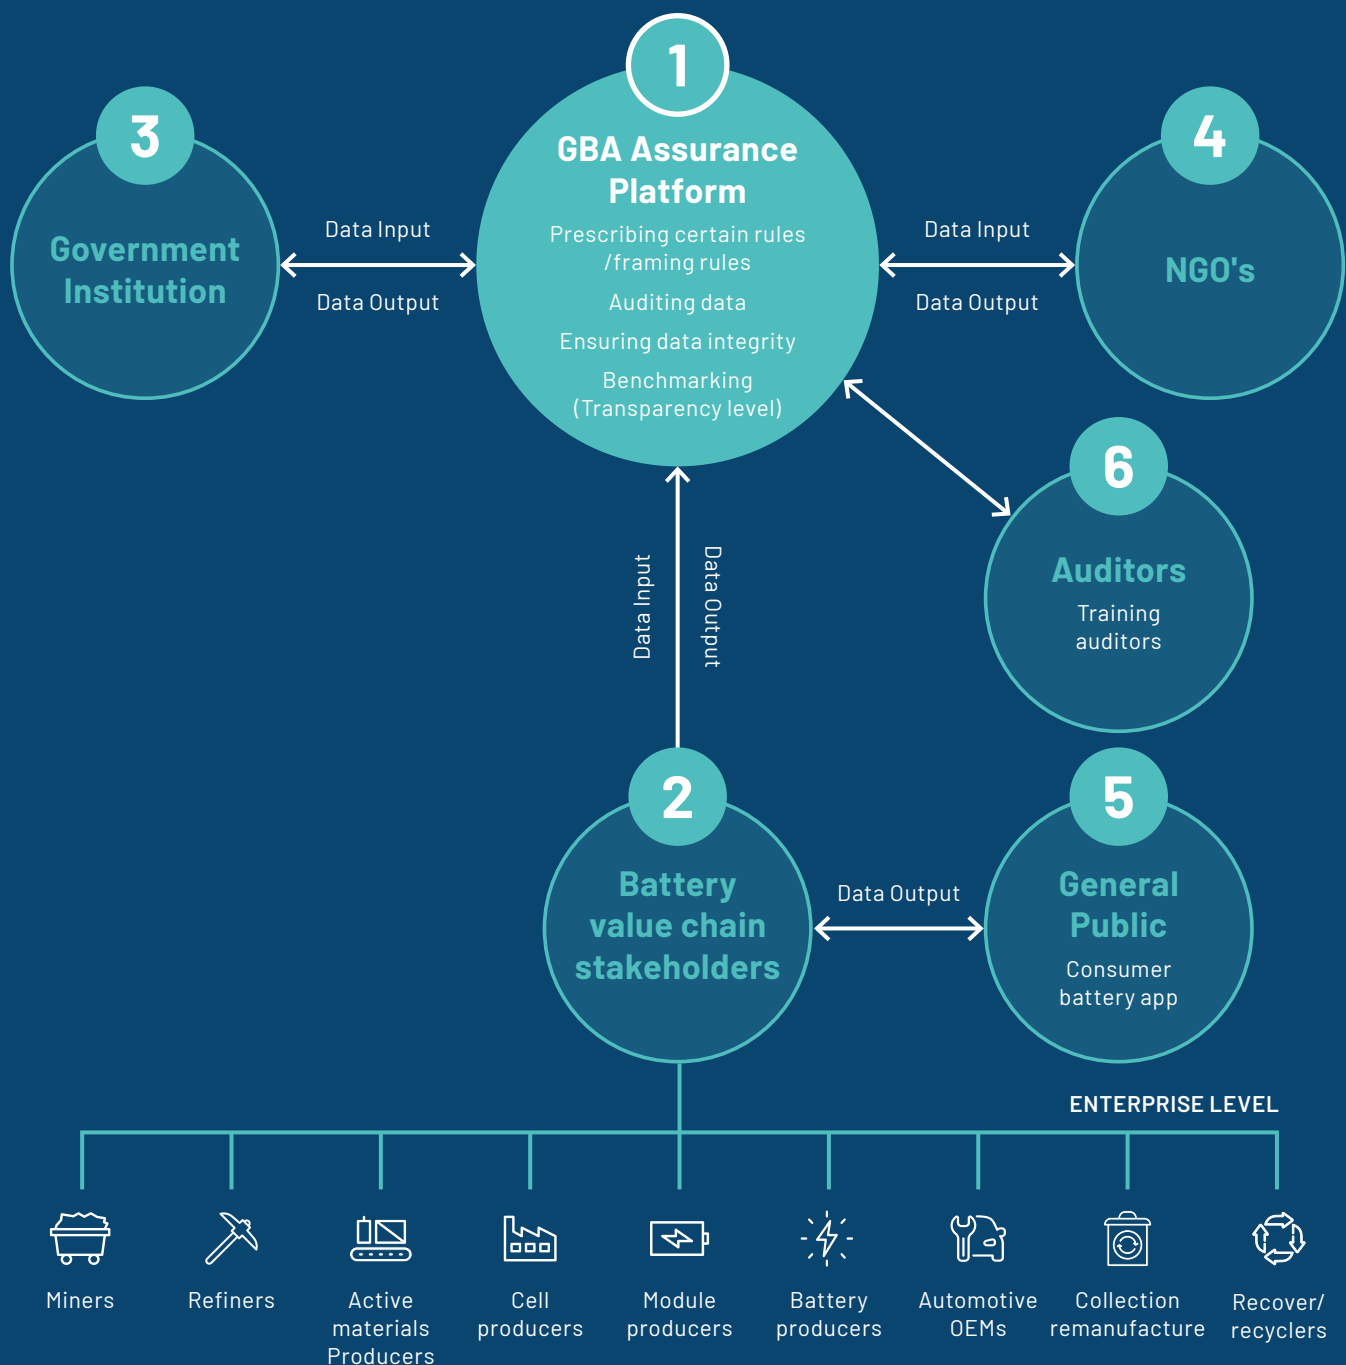 1
GBA Assurance
Platform
Prescribing certain rules
/framing rules
Auditing data
Ensuring data integrity
Benchmarking
(Transparency level)
3
Government
Institution
Data Input
Data Output
4
NGO's
Data Input
Data Output
6
Auditors
Training
auditors
Data Input
Data Output
2
Battery
value chain
stakeholders
Data Output
5
General
Public
Consumer
battery app
ENTERPRISE LEVEL
Miners
Refiners
Active
materials
Producers
Cell
producers
Module
producers
Battery
producers
Automotive
OEMs
Collection
remanufacture
Recover/
recyclers